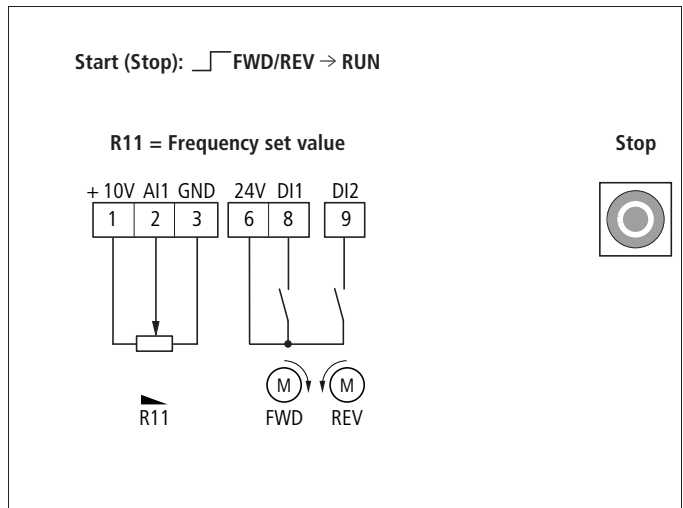 Start (Stop): FWD/REV → RUN
R11 = Frequency set value
Stop
+ 10V AI1 GND 24V DI1 DI2
1 2 3 6 8 9
M M
R11 FWD REV